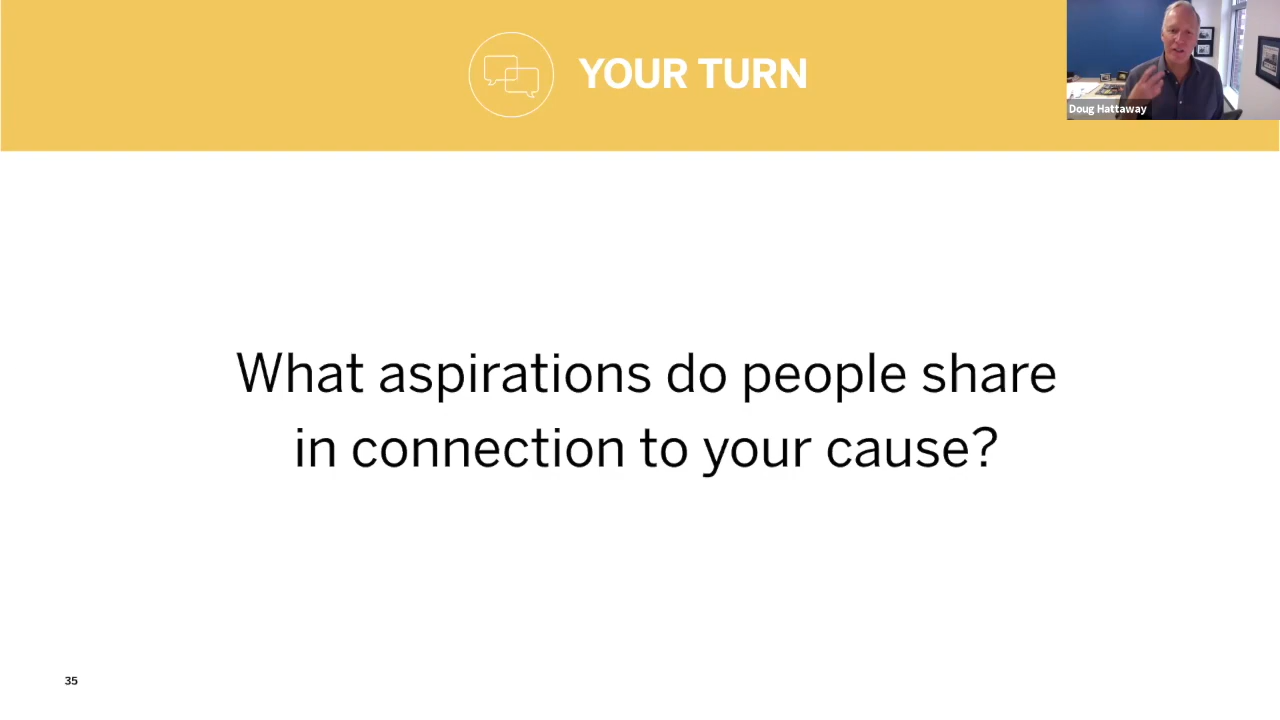 YOUR TURN
Doug Hattaway
What aspirations do people share
in connection to your cause?
35